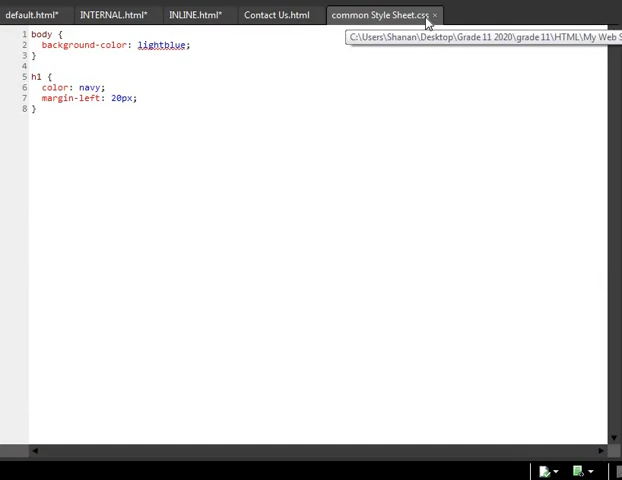 default.html* INTERNAL.html* INLINE.html* Contact Us.html common Style Sheet.css ×
C:\Users\Shanan\Desktop\Grade 11 2020\grade 11\HTML\My Web S
1 body {
2 background-color: lightblue;
3 }
4
5 h1 {
6 color: navy;
7 margin-left: 20px;
8 }